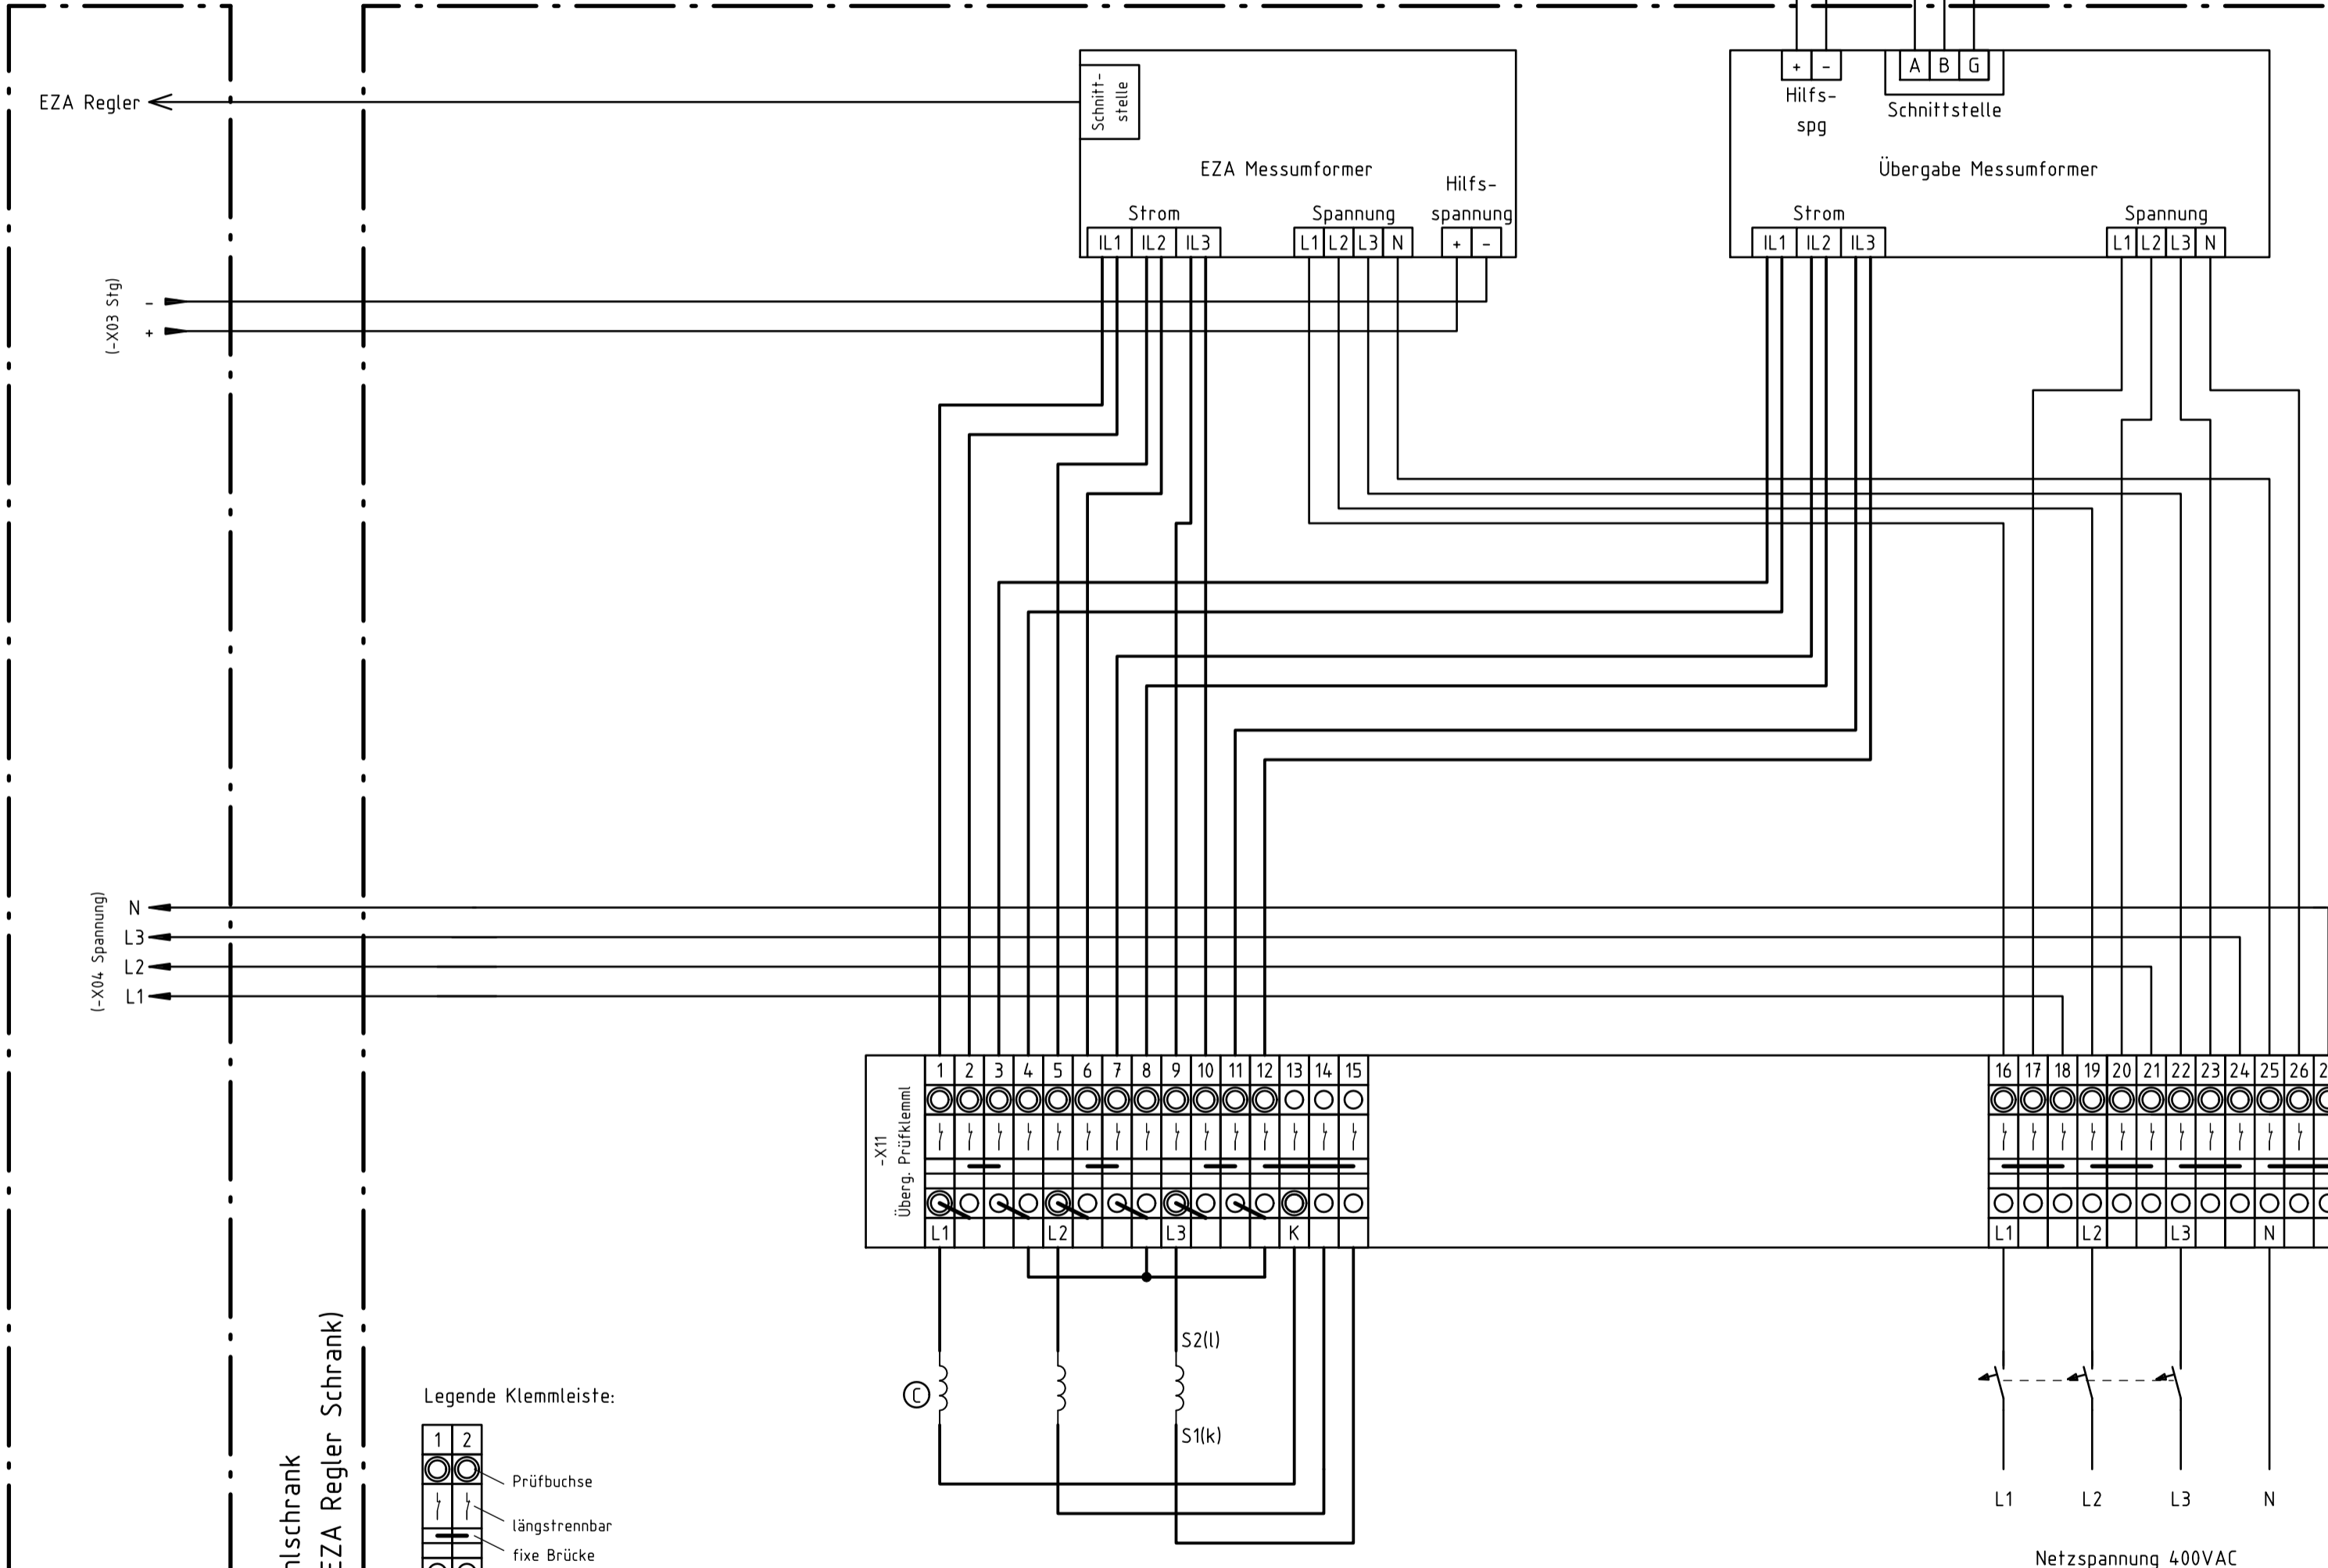 + -
A B G
Hilfs-
spg
Schnittstelle
EZA Regler
Schnitt-
stelle
EZA Messumformer
Übergabe Messumformer
Hilfs-
spannung
Strom
Spannung
IL1 IL2 IL3
L1 L2 L3 N
+ -
Strom
Spannung
IL1 IL2 IL3
L1 L2 L3 N
(-X03 Stg)
-
+
(-X04 Spannung)
N
L3
L2
L1
-X11
Überg. Prüfklemml
1 2 3 4 5 6 7 8 9 10 11 12 13 14 15
16 17 18 19 20 21 22 23 24 25 26
L1 L2 L3 K
L1 L2 L3 N
S2(l)
C
S1(k)
L1 L2 L3 N
Netzspannung 400VAC
EZA Regler Schrank)
Legende Klemmleiste:
1 2
Prüfbuchse
längstrennbar
fixe Brücke